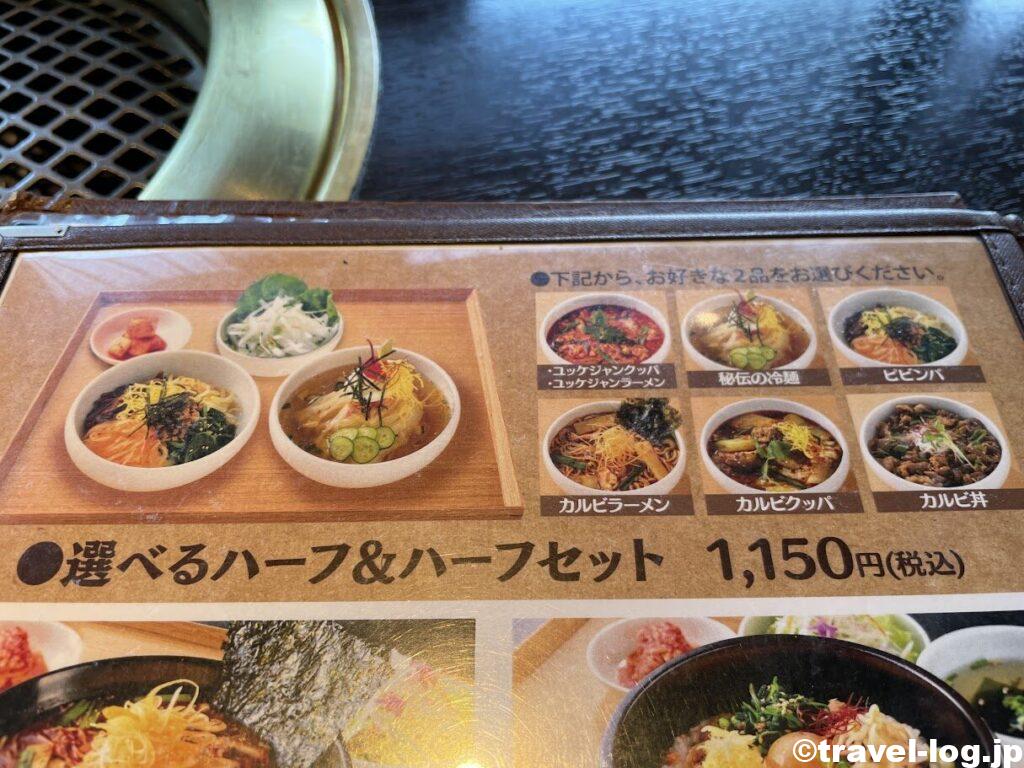 ●下記から、お好きな2品をお選びください。
・ユッケジャンクッパ
・ユッケジャンラーメン
秘伝の冷麺
ビビンバ
カルビラーメン
カルビクッパ
カルビ丼
●選べるハーフ&ハーフセット 1,150円(税込)
©travel-log.jp